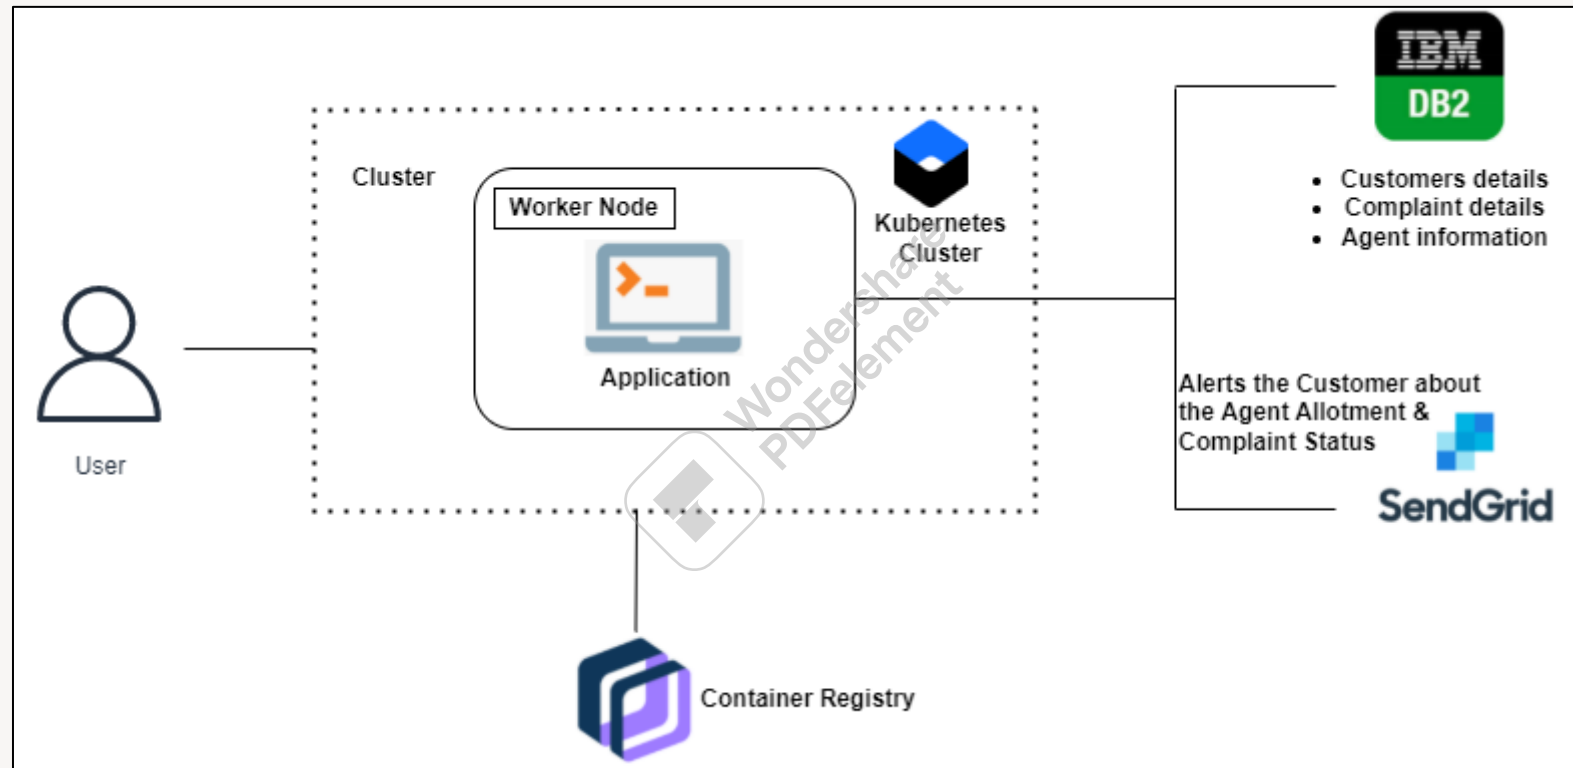 IBM
DB2
• Customers details
• Complaint details
• Agent information
Cluster
Worker Node
Kubernetes
Cluster
Application
User
Alerts the Customer about
the Agent Allotment &
Complaint Status
SendGrid
Container Registry
Wondershare
PDFelement